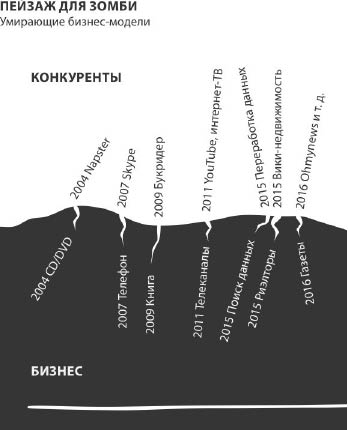 ПЕЙЗАЖ ДЛЯ ЗОМБИ
Умирающие бизнес-модели
КОНКУРЕНТЫ
2004 Napster
2007 Skype
2009 Букридер
2011 YouTube, интернет-ТВ
2015 Переработка данных
2015 Вики-недвижимость
2016 Ohmynews и т. д.
2004 CD/DVD
2007 Телефон
2009 Книга
2011 Телеканалы
2015 Поиск данных
2015 Риэлторы
2016 Газеты
БИЗНЕС